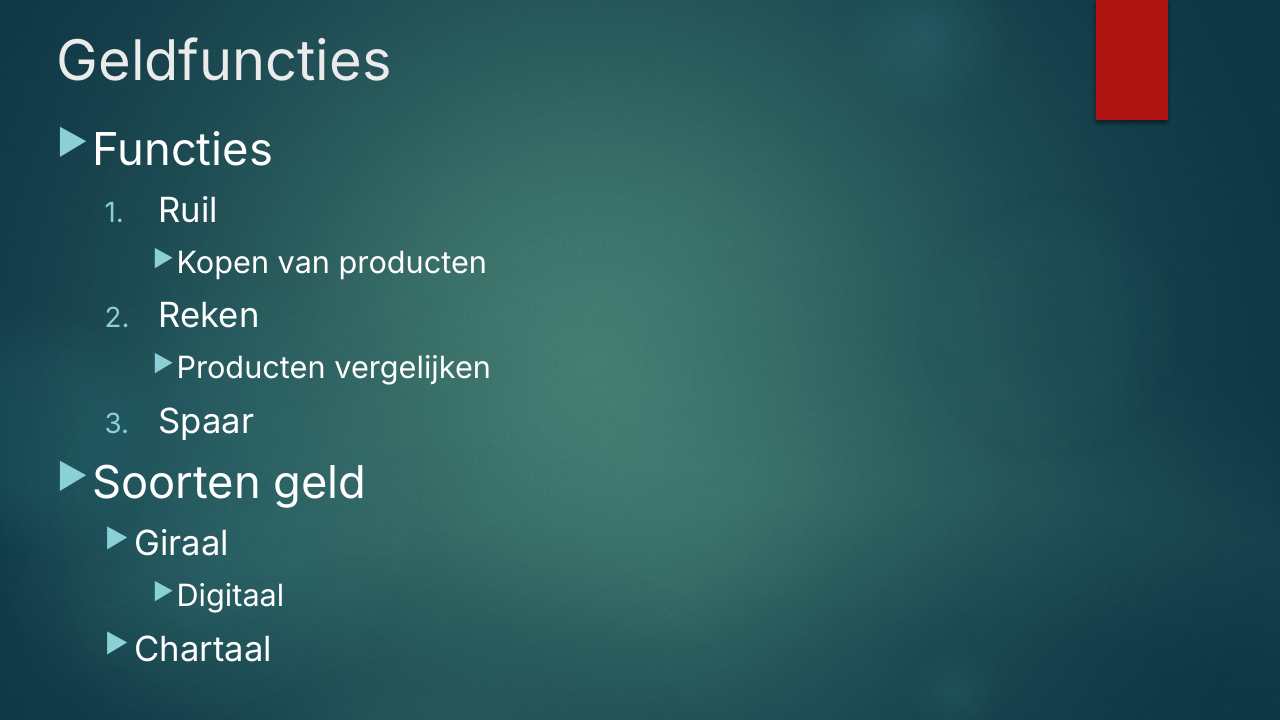 Geldfuncties
Functies
1. Ruil
Kopen van producten
2. Reken
Producten vergelijken
3. Spaar
Soorten geld
Giraal
Digitaal
Chartaal